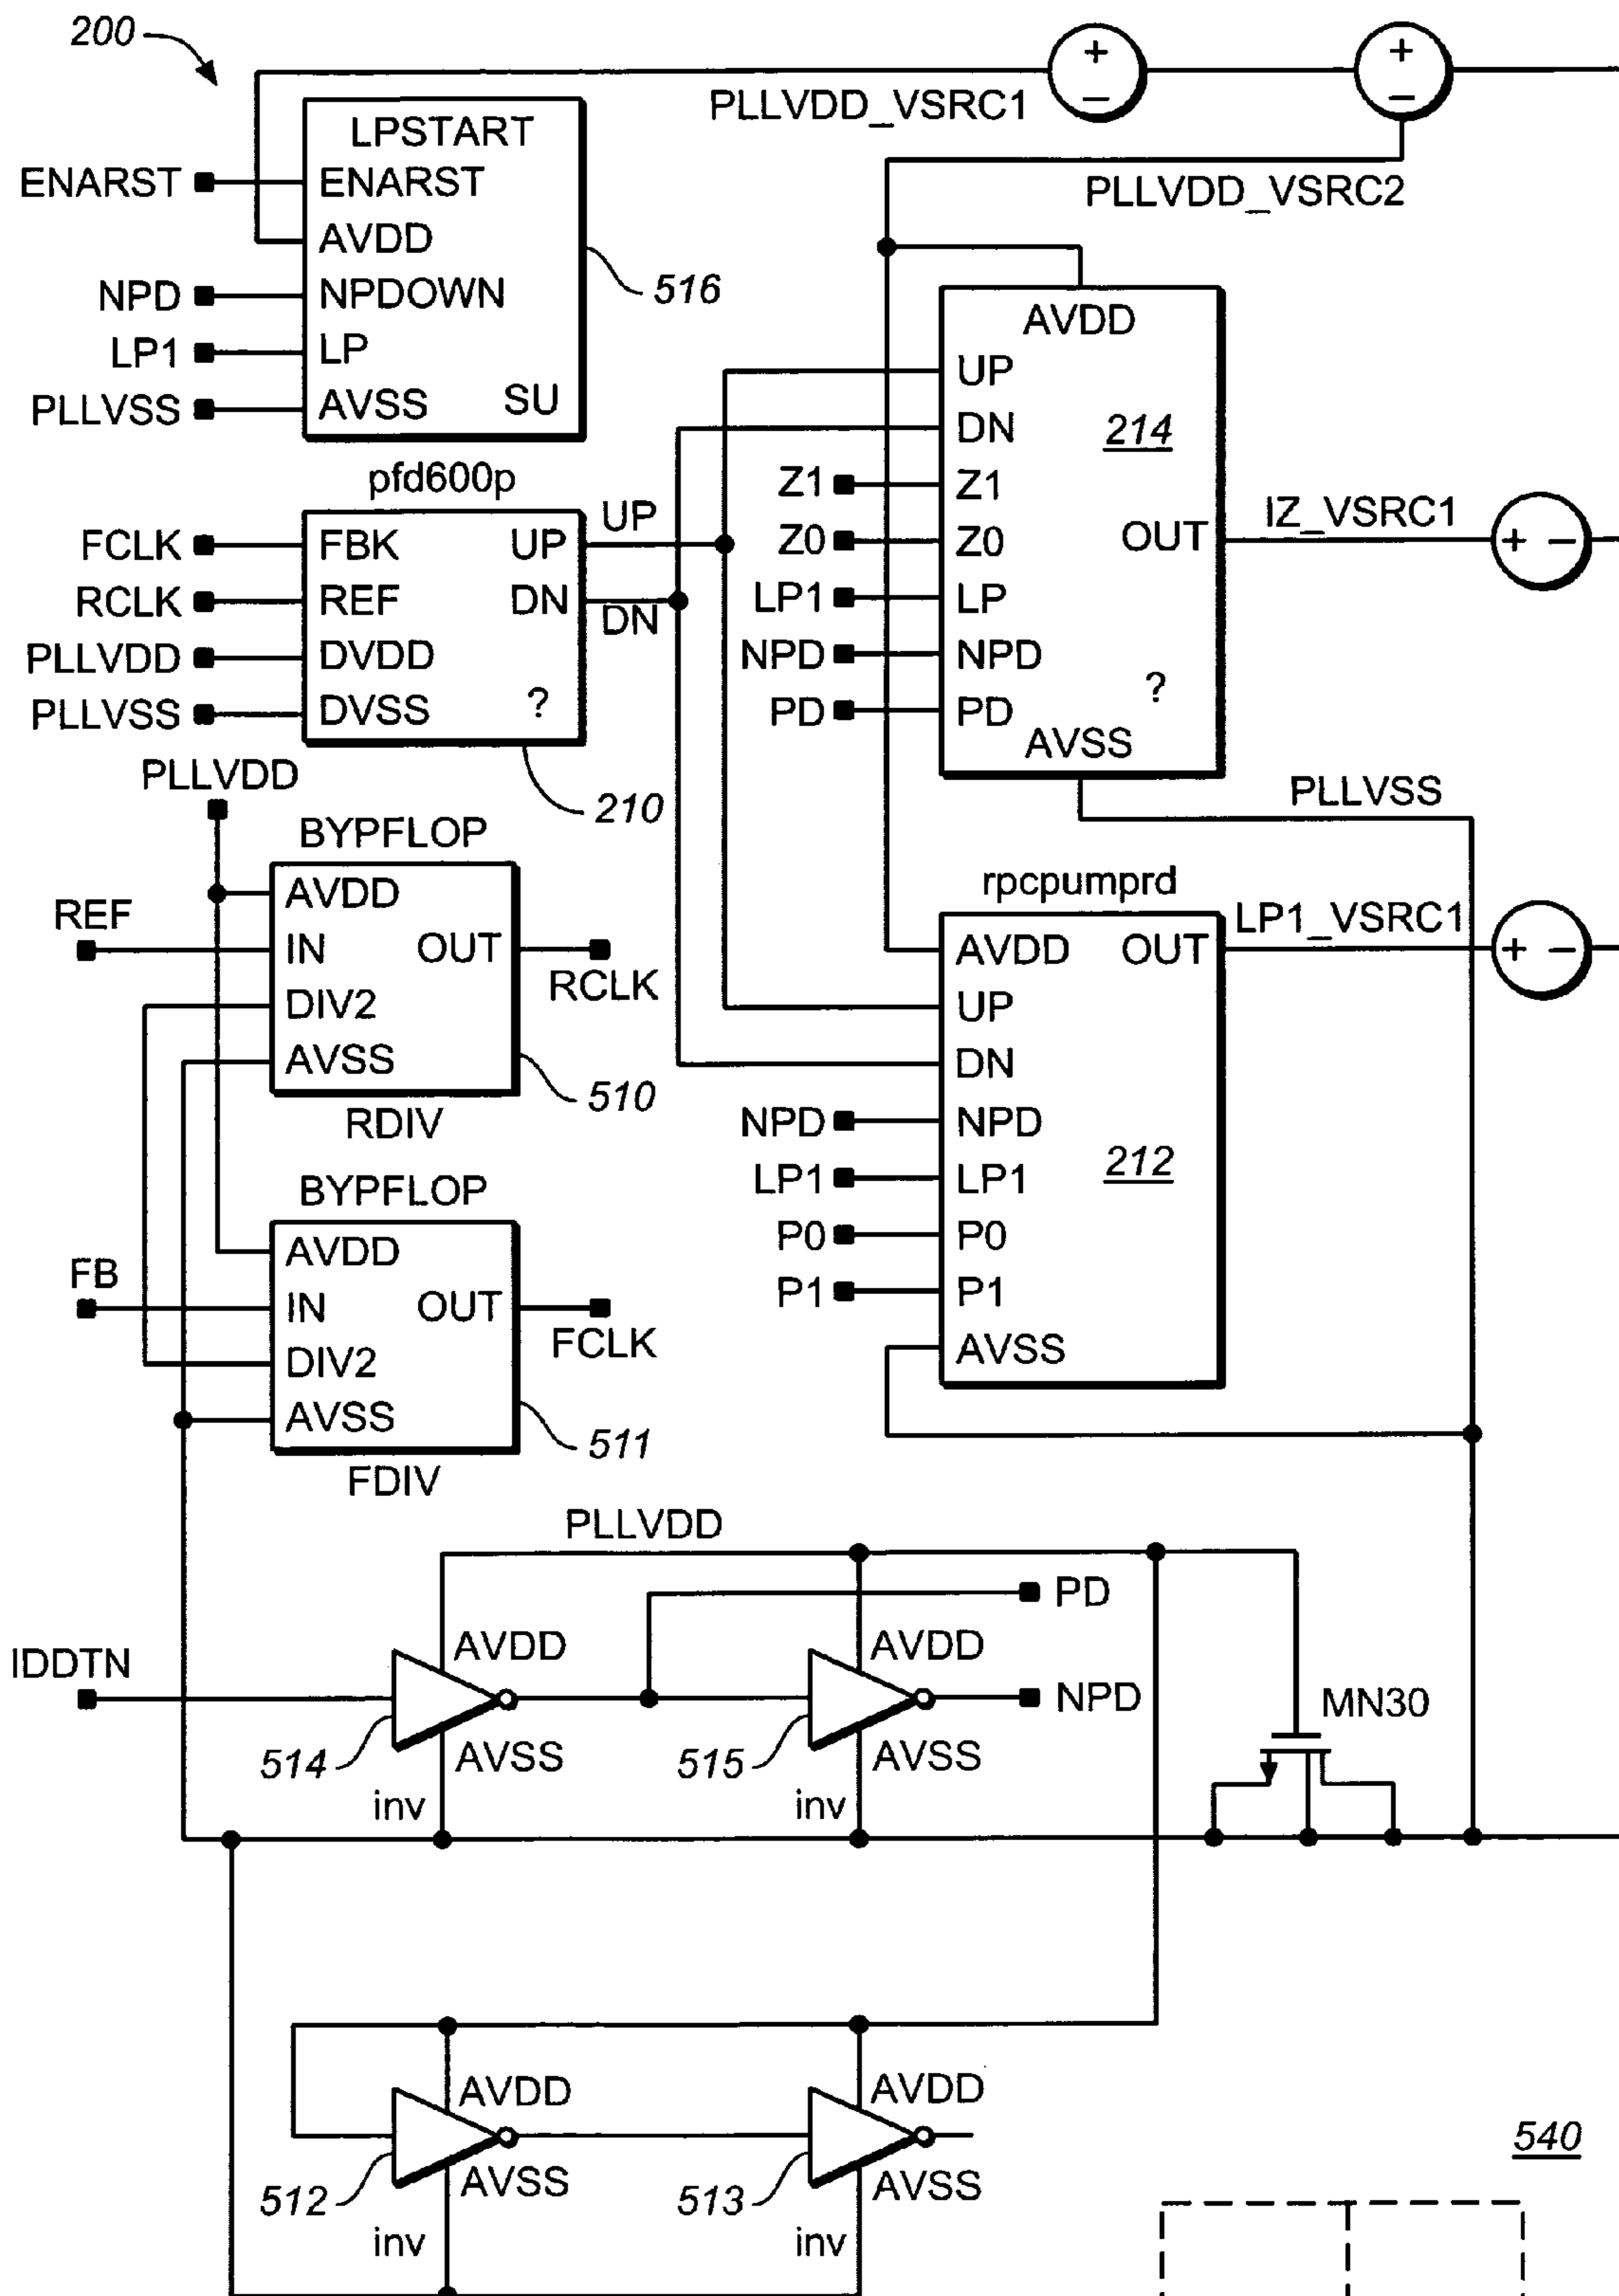 200
PLLVDD_VSRC1
+
−
+
−
PLLVDD_VSRC2
LPSTART
ENARST
ENARST
AVDD
NPD
NPDOWN
LP1
LP
PLLVSS
AVSS
SU
516
pfd600p
FCLK
FBK
UP
UP
RCLK
REF
DN
DN
PLLVDD
DVDD
PLLVSS
DVSS
?
210
AVDD
UP
DN
214
Z1
Z1
Z0
Z0
OUT
IZ_VSRC1
+ −
LP1
LP
NPD
NPD
PD
PD
?
AVSS
PLLVSS
PLLVDD
BYPFLOP
AVDD
REF
IN
OUT
RCLK
DIV2
AVSS
510
RDIV
BYPFLOP
AVDD
FB
IN
OUT
FCLK
DIV2
AVSS
511
FDIV
rpcpumprd
AVDD
OUT
LP1_VSRC1
+ −
UP
DN
NPD
NPD
212
LP1
LP1
P0
P0
P1
P1
AVSS
PLLVDD
PD
IDDTN
AVDD
AVDD
NPD
MN30
514
AVSS
515
AVSS
inv
inv
AVDD
AVDD
512
AVSS
513
AVSS
inv
inv
540